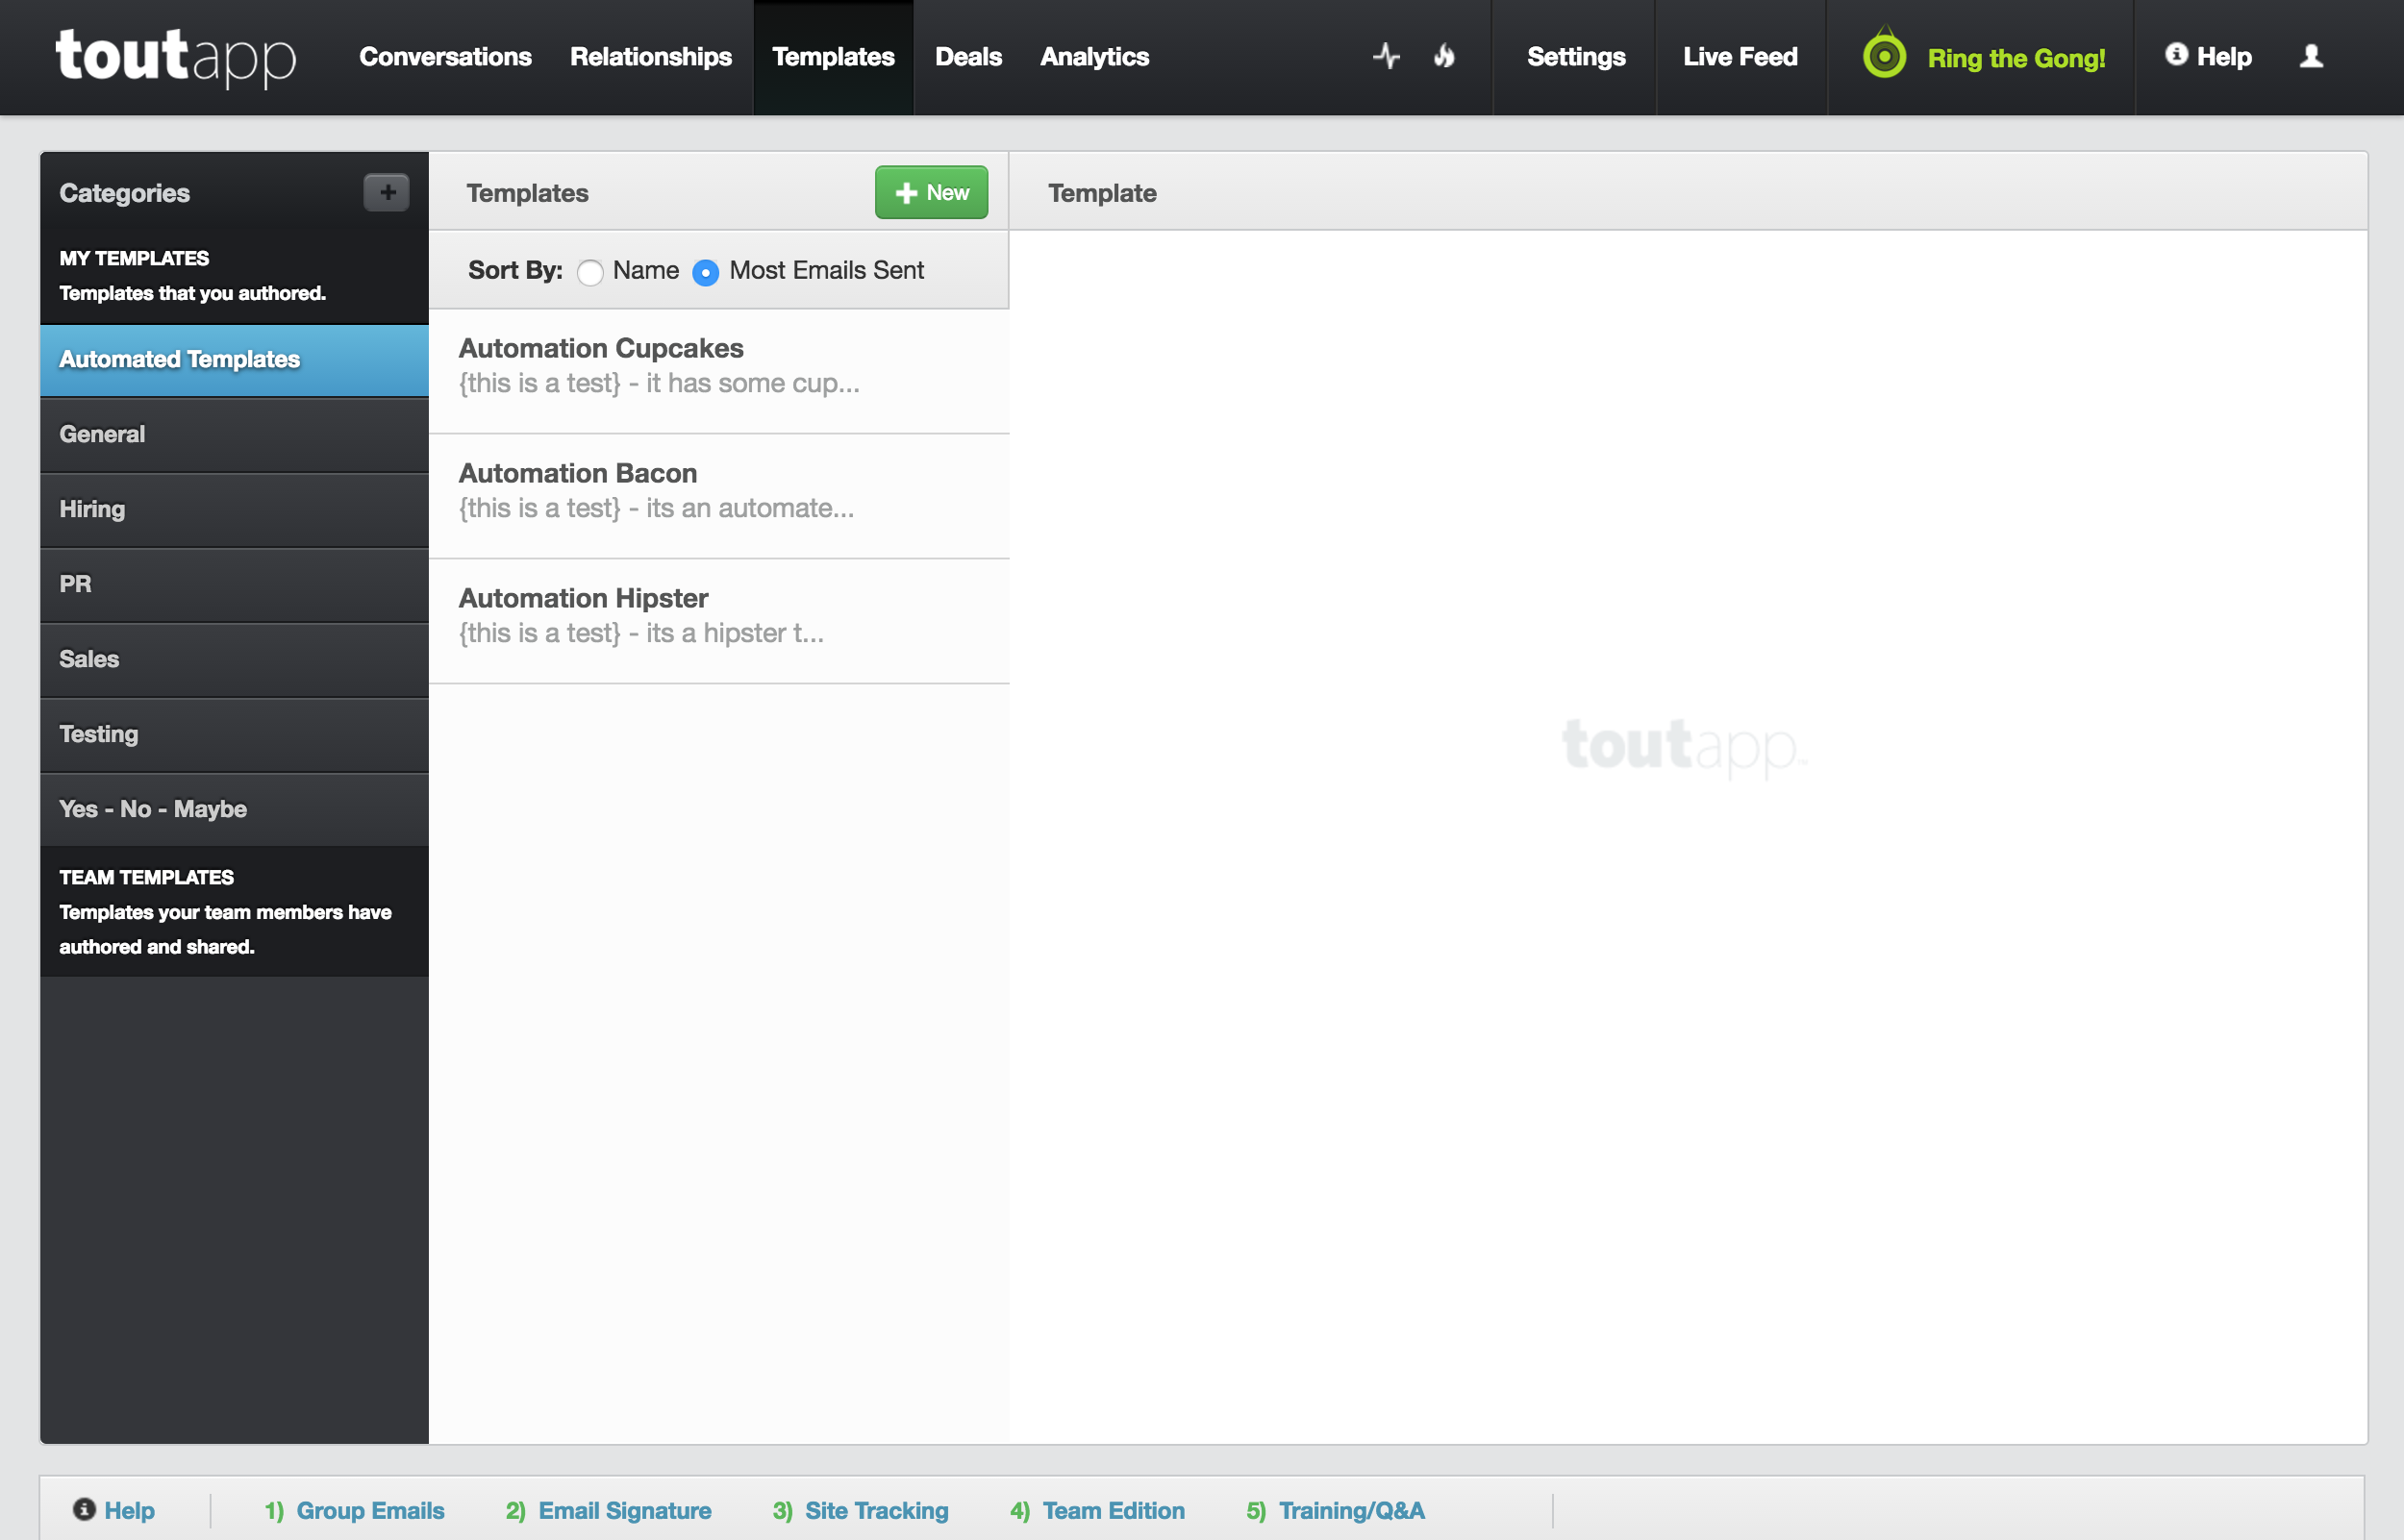 toutapp
Conversations Relationships Templates Deals Analytics Settings Live Feed Ring the Gong! Help
Categories
MY TEMPLATES
Templates that you authored.
Automated Templates
General
Hiring
PR
Sales
Testing
Yes - No - Maybe
TEAM TEMPLATES
Templates your team members have
authored and shared.
Templates New
Sort By: Name Most Emails Sent
Automation Cupcakes
{this is a test} - it has some cup...
Automation Bacon
{this is a test} - its an automate...
Automation Hipster
{this is a test} - its a hipster t...
Template
toutapp™
Help 1) Group Emails 2) Email Signature 3) Site Tracking 4) Team Edition 5) Training/Q&A